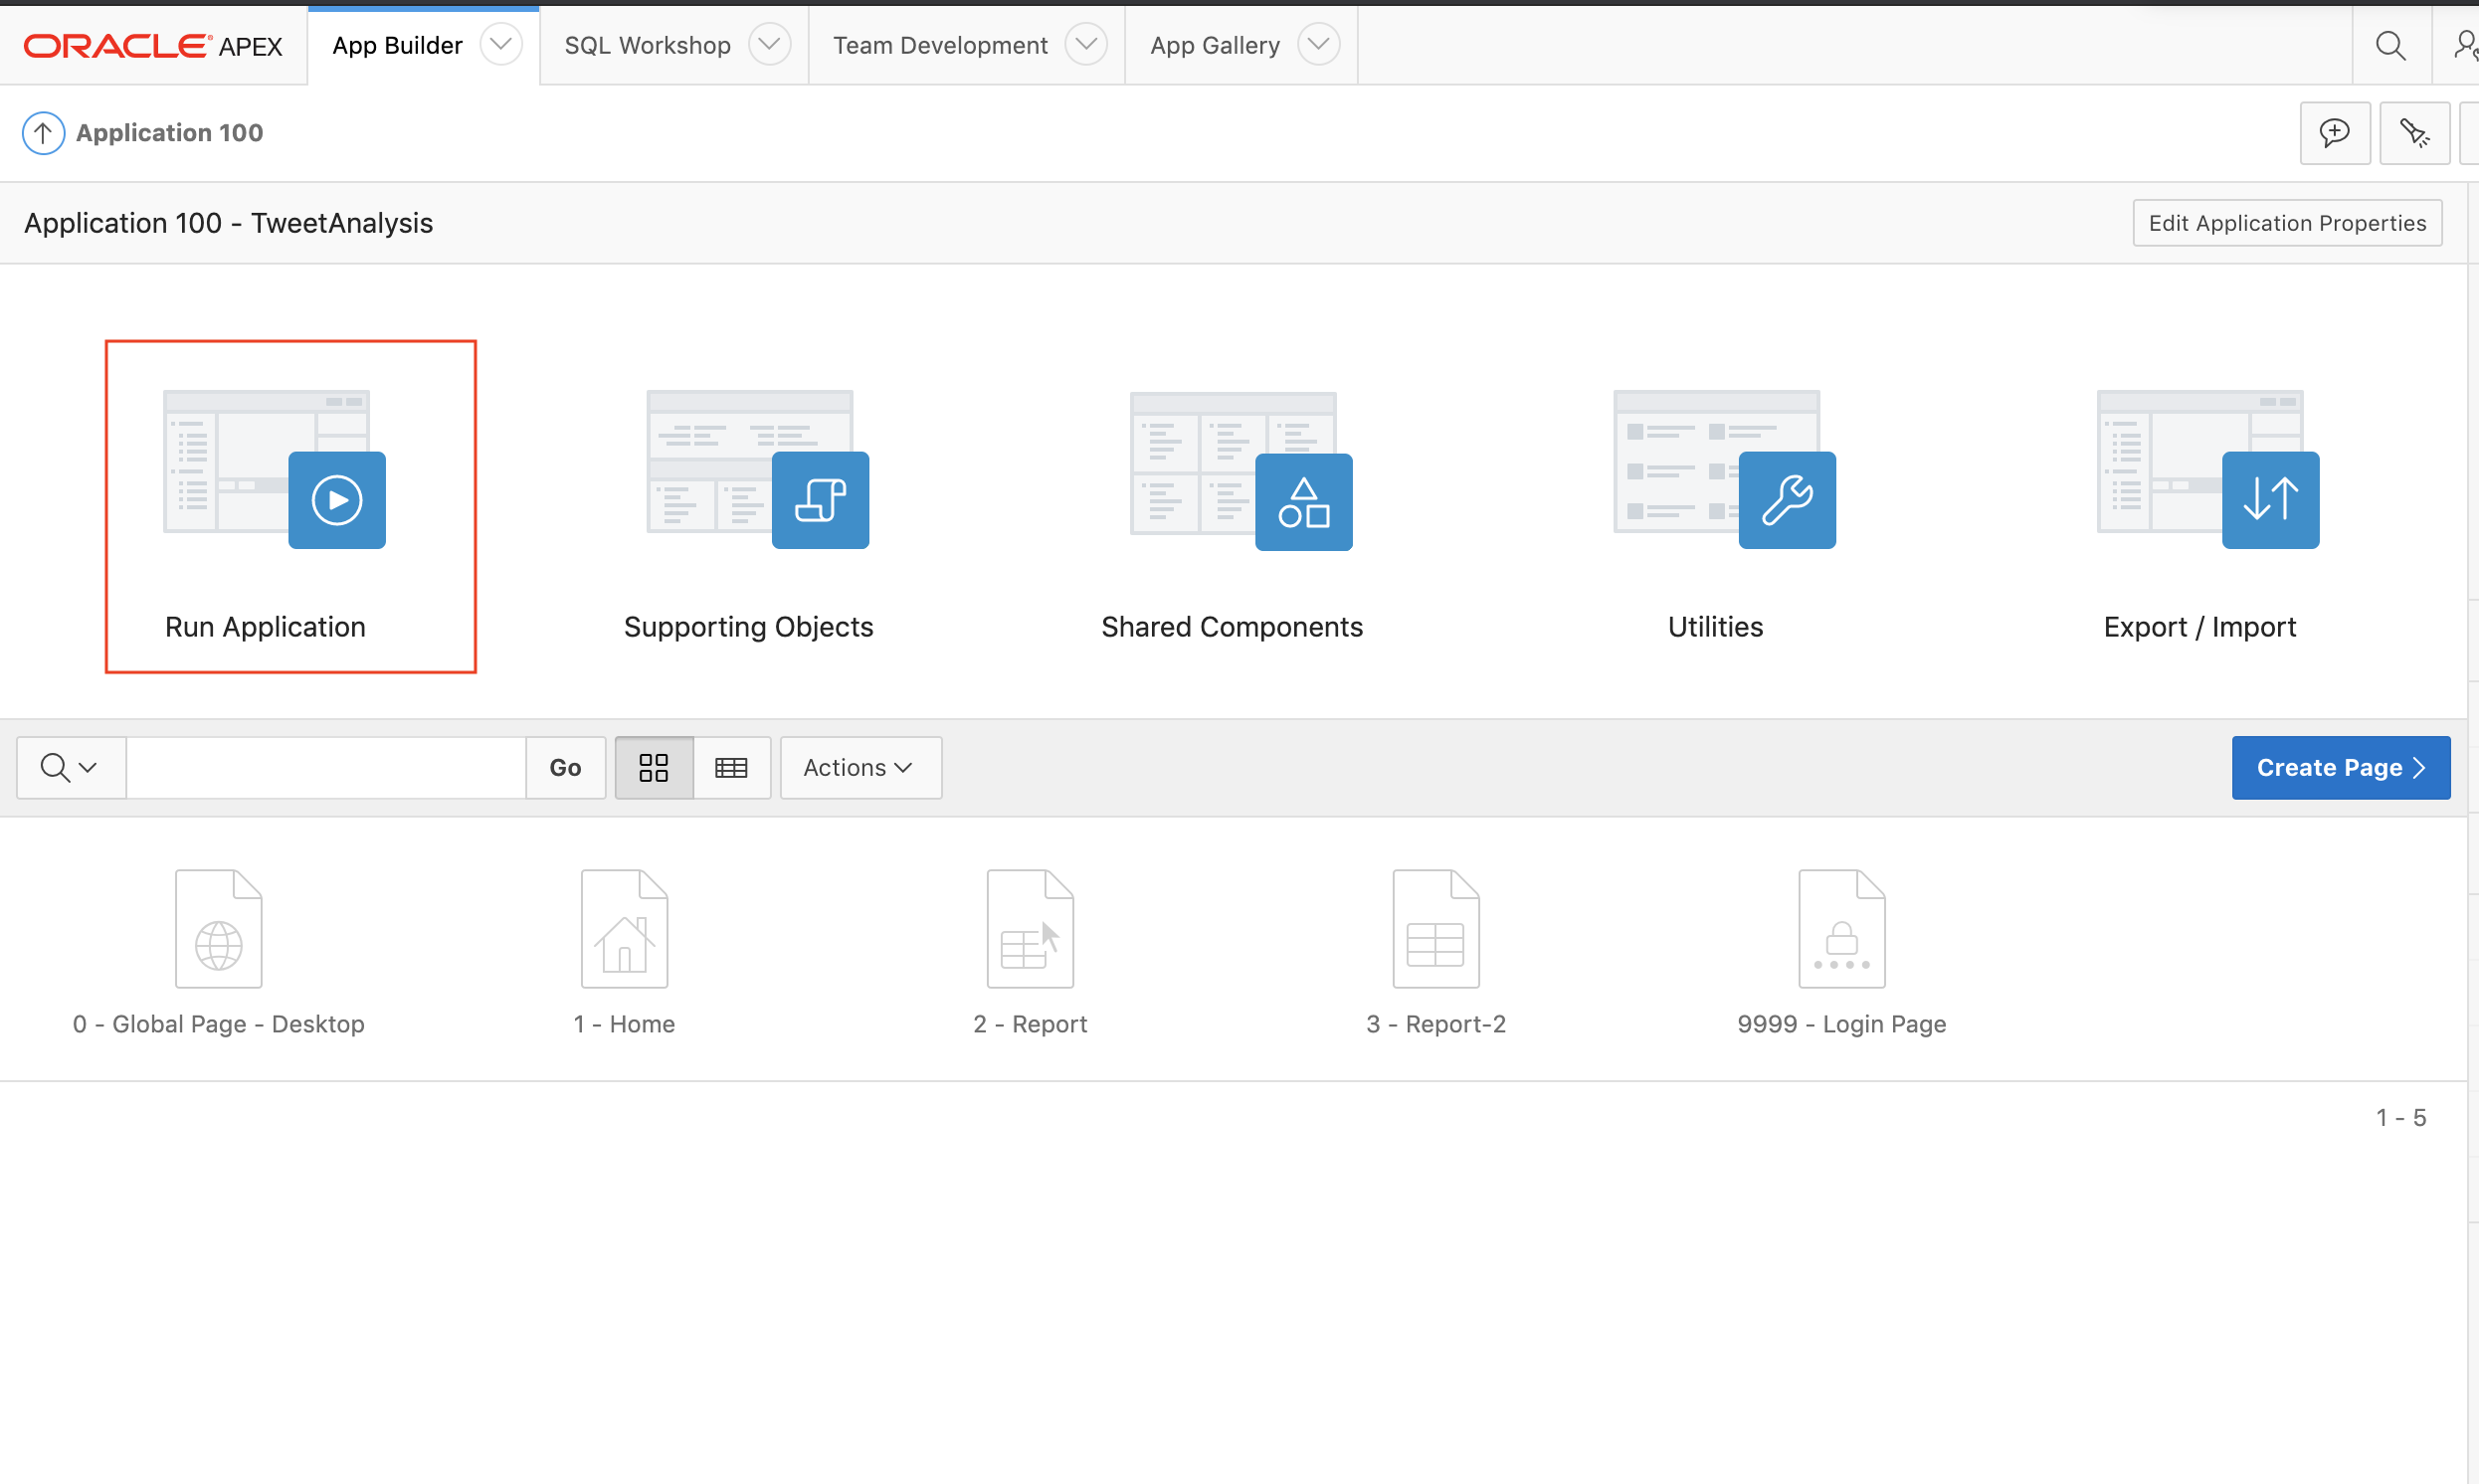 ORACLE APEX App Builder SQL Workshop Team Development App Gallery
Application 100
Application 100 - TweetAnalysis Edit Application Properties
Run Application Supporting Objects Shared Components Utilities Export / Import
Go Actions Create Page
0 - Global Page - Desktop 1 - Home 2 - Report 3 - Report-2 9999 - Login Page
1 - 5